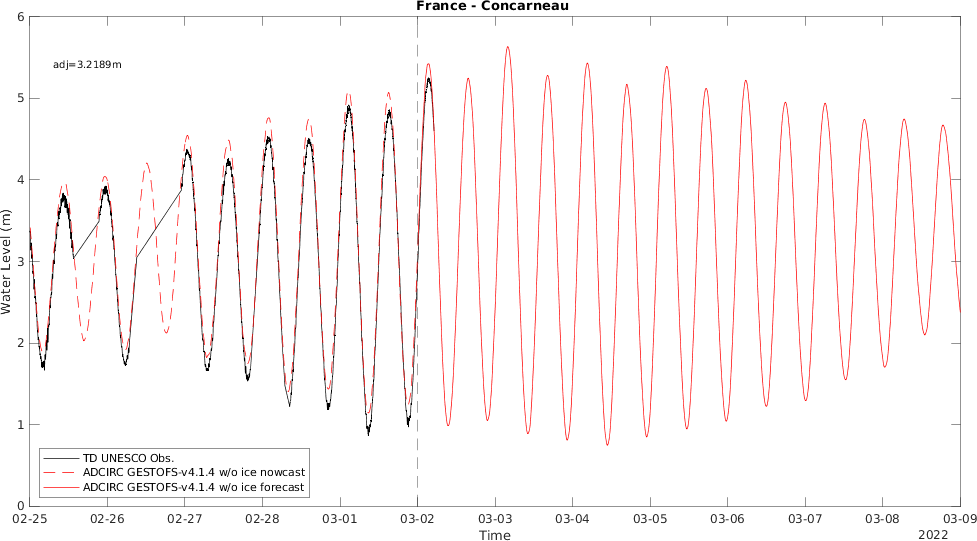 France - Concarneau
adj=3.2189m
Water Level (m)
6
5
4
3
2
1
0
TD UNESCO Obs.
ADCIRC GESTOFS-v4.1.4 w/o ice nowcast
ADCIRC GESTOFS-v4.1.4 w/o ice forecast
02-25 02-26 02-27 02-28 03-01 03-02 03-03 03-04 03-05 03-06 03-07 03-08 03-09
Time
2022